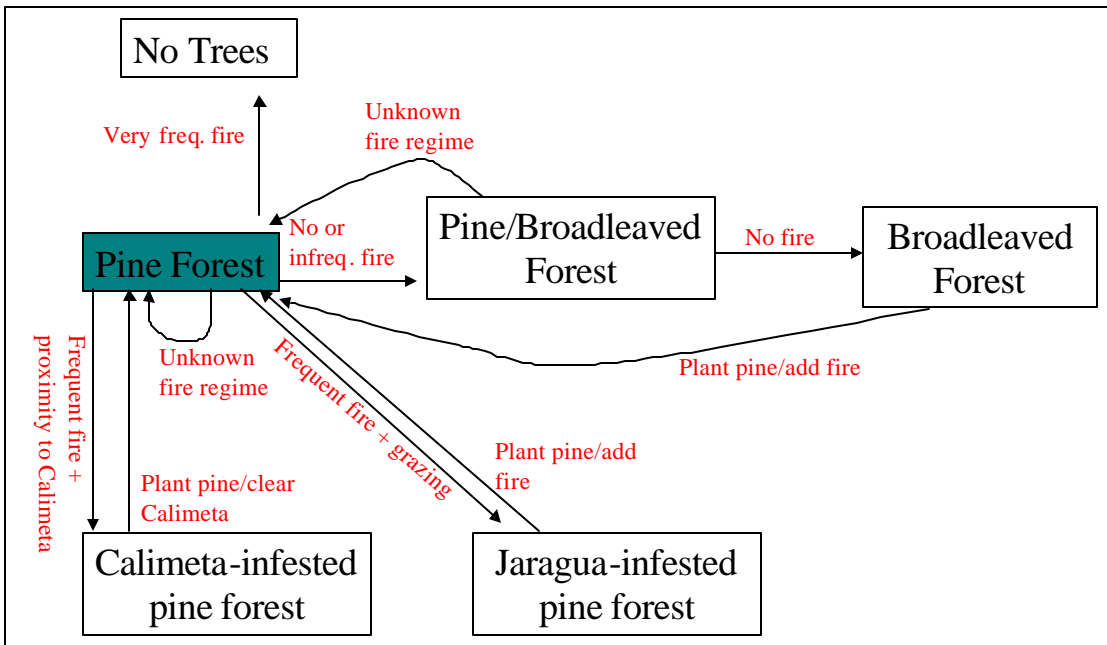 No Trees
Very freq. fire
Unknown
fire regime
Pine/Broadleaved
Forest
No fire
Broadleaved
Forest
No or
infreq. fire
Pine Forest
Plant pine/add fire
Unknown
fire regime
Frequent fire +
proximity to Calimeta
Frequent fire + grazing
Plant pine/add
fire
Plant pine/clear
Calimeta
Calimeta-infested
pine forest
Jaragua-infested
pine forest